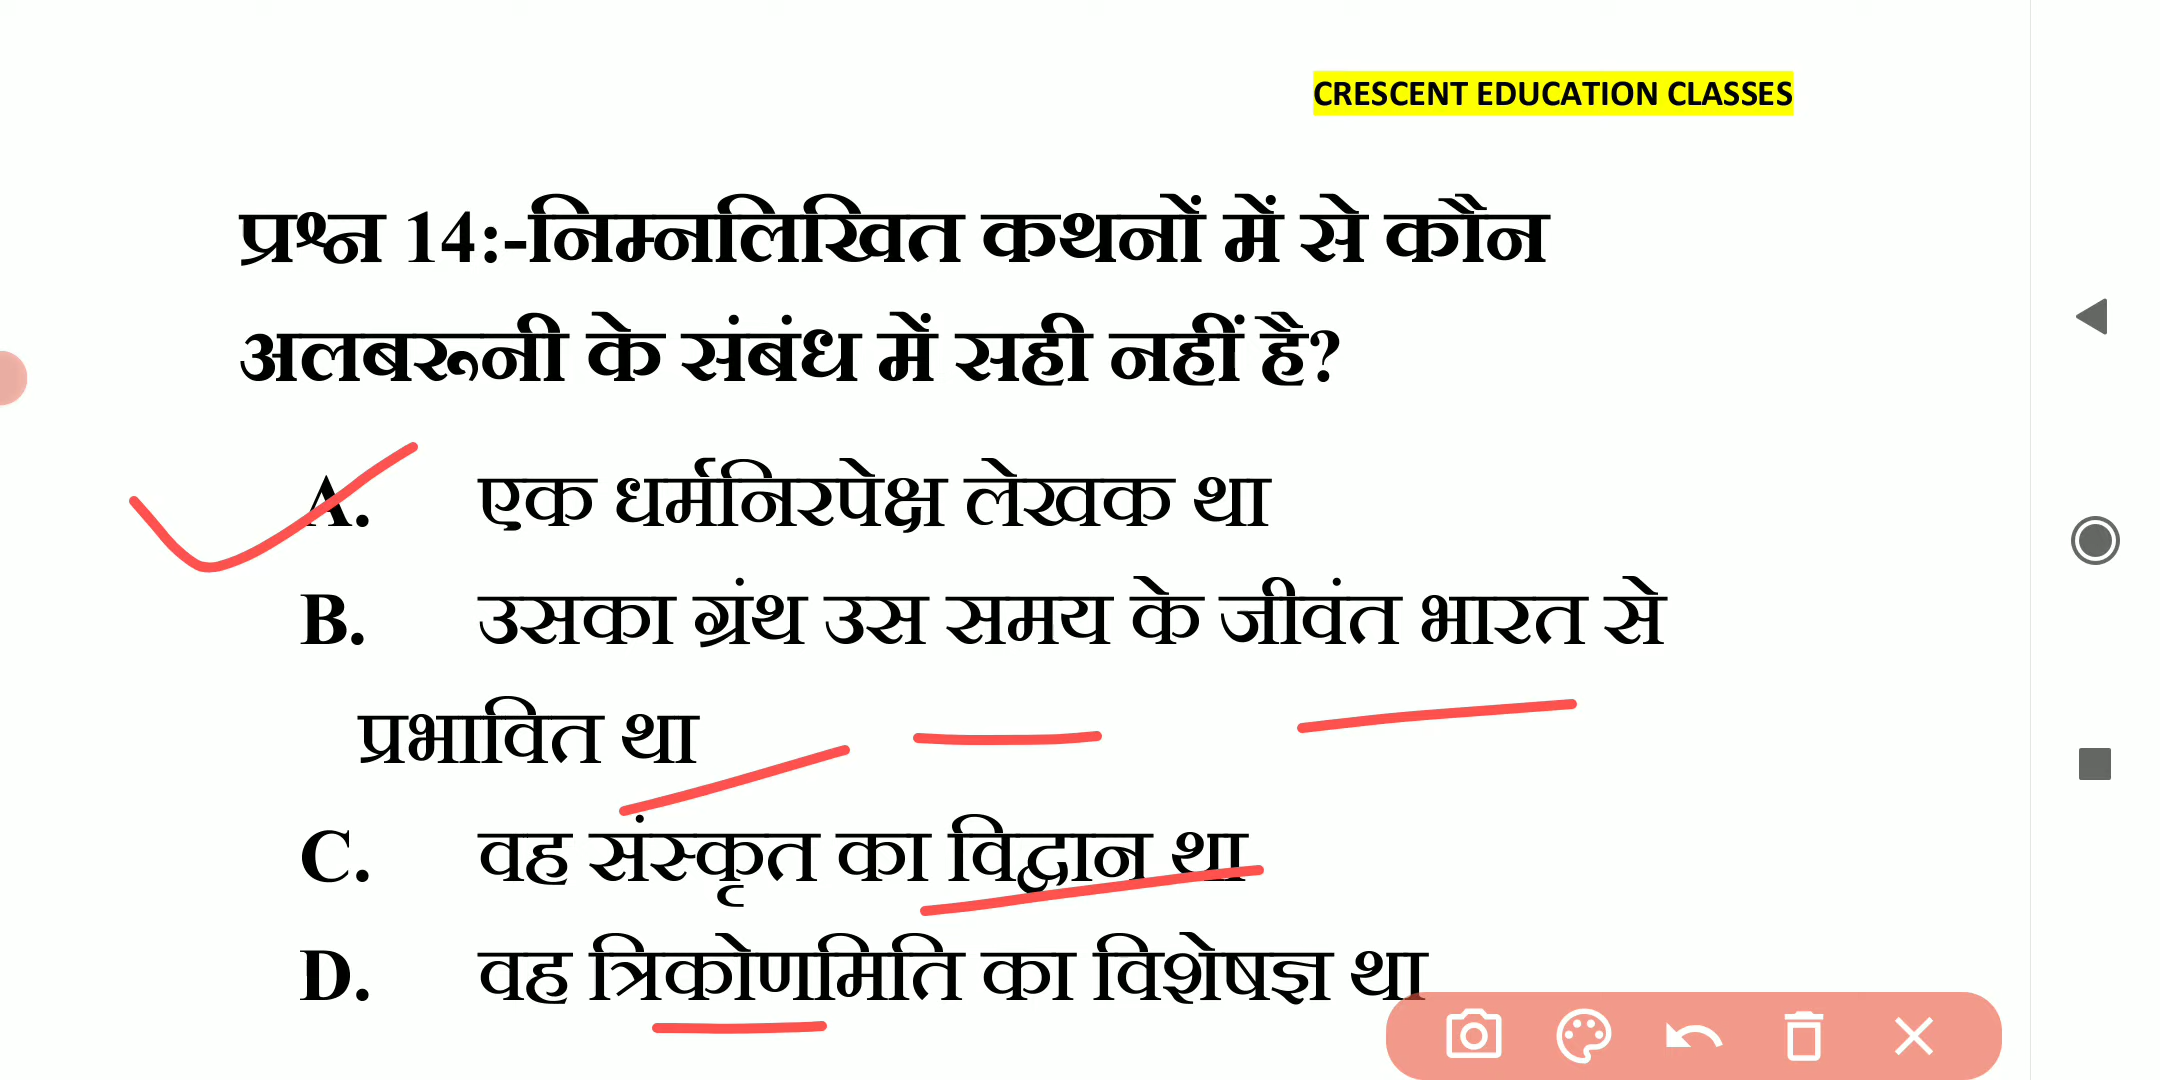 CRESCENT EDUCATION CLASSES
प्रश्न 14:-निम्नलिखित कथनों में से कौन
अलबरूनी के संबंध में सही नहीं है?
A. एक धर्मनिरपेक्ष लेखक था
B. उसका ग्रंथ उस समय के जीवंत भारत से
प्रभावित था
C. वह संस्कृत का विद्वान था
D. वह त्रिकोणमिति का विशेषज्ञ था